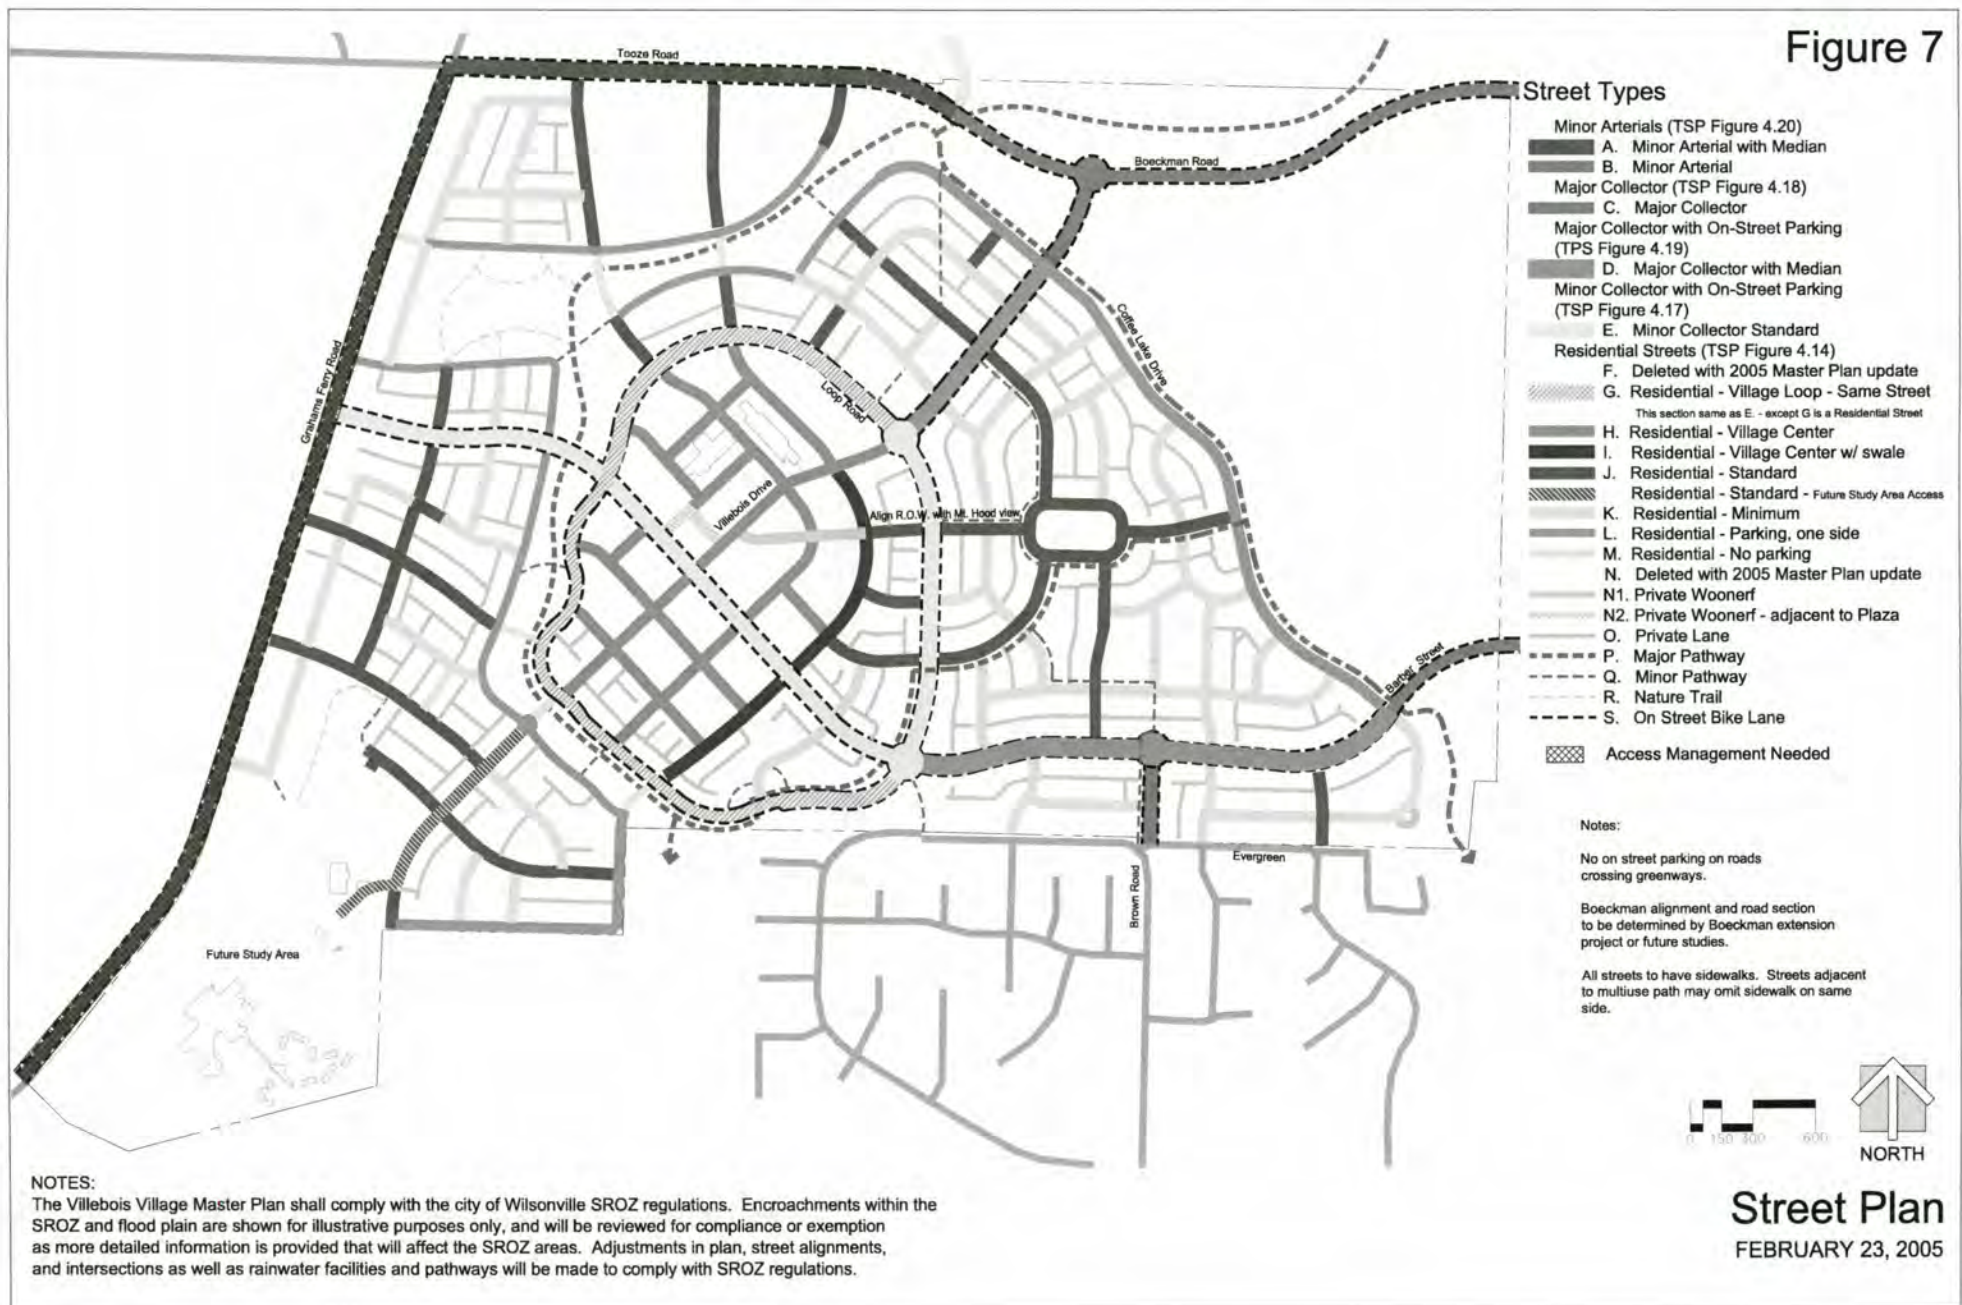 Figure 7
Street Types
Minor Arterials (TSP Figure 4.20)
A. Minor Arterial with Median
B. Minor Arterial
Major Collector (TSP Figure 4.18)
C. Major Collector
Major Collector with On-Street Parking
(TPS Figure 4.19)
D. Major Collector with Median
Minor Collector with On-Street Parking
(TSP Figure 4.17)
E. Minor Collector Standard
Residential Streets (TSP Figure 4.14)
F. Deleted with 2005 Master Plan update
G. Residential - Village Loop - Same Street
This section same as E. - except G is a Residential Street
H. Residential - Village Center
I. Residential - Village Center w/ swale
J. Residential - Standard
Residential - Standard - Future Study Area Access
K. Residential - Minimum
L. Residential - Parking, one side
M. Residential - No parking
N. Deleted with 2005 Master Plan update
N1. Private Woonerf
N2. Private Woonerf - adjacent to Plaza
O. Private Lane
P. Major Pathway
Q. Minor Pathway
R. Nature Trail
S. On Street Bike Lane
Access Management Needed
Tooze Road
Boeckman Road
Grahams Ferry Road
Coffee Lake Drive
Loop Road
Villebois Drive
Align R.O.W. with Mt. Hood view
Barber Street
Evergreen
Brown Road
Future Study Area
Notes:
No on street parking on roads
crossing greenways.
Boeckman alignment and road section
to be determined by Boeckman extension
project or future studies.
All streets to have sidewalks. Streets adjacent
to multiuse path may omit sidewalk on same
side.
0 150 300 600
NORTH
Street Plan
FEBRUARY 23, 2005
NOTES:
The Villebois Village Master Plan shall comply with the city of Wilsonville SROZ regulations. Encroachments within the
SROZ and flood plain are shown for illustrative purposes only, and will be reviewed for compliance or exemption
as more detailed information is provided that will affect the SROZ areas. Adjustments in plan, street alignments,
and intersections as well as rainwater facilities and pathways will be made to comply with SROZ regulations.